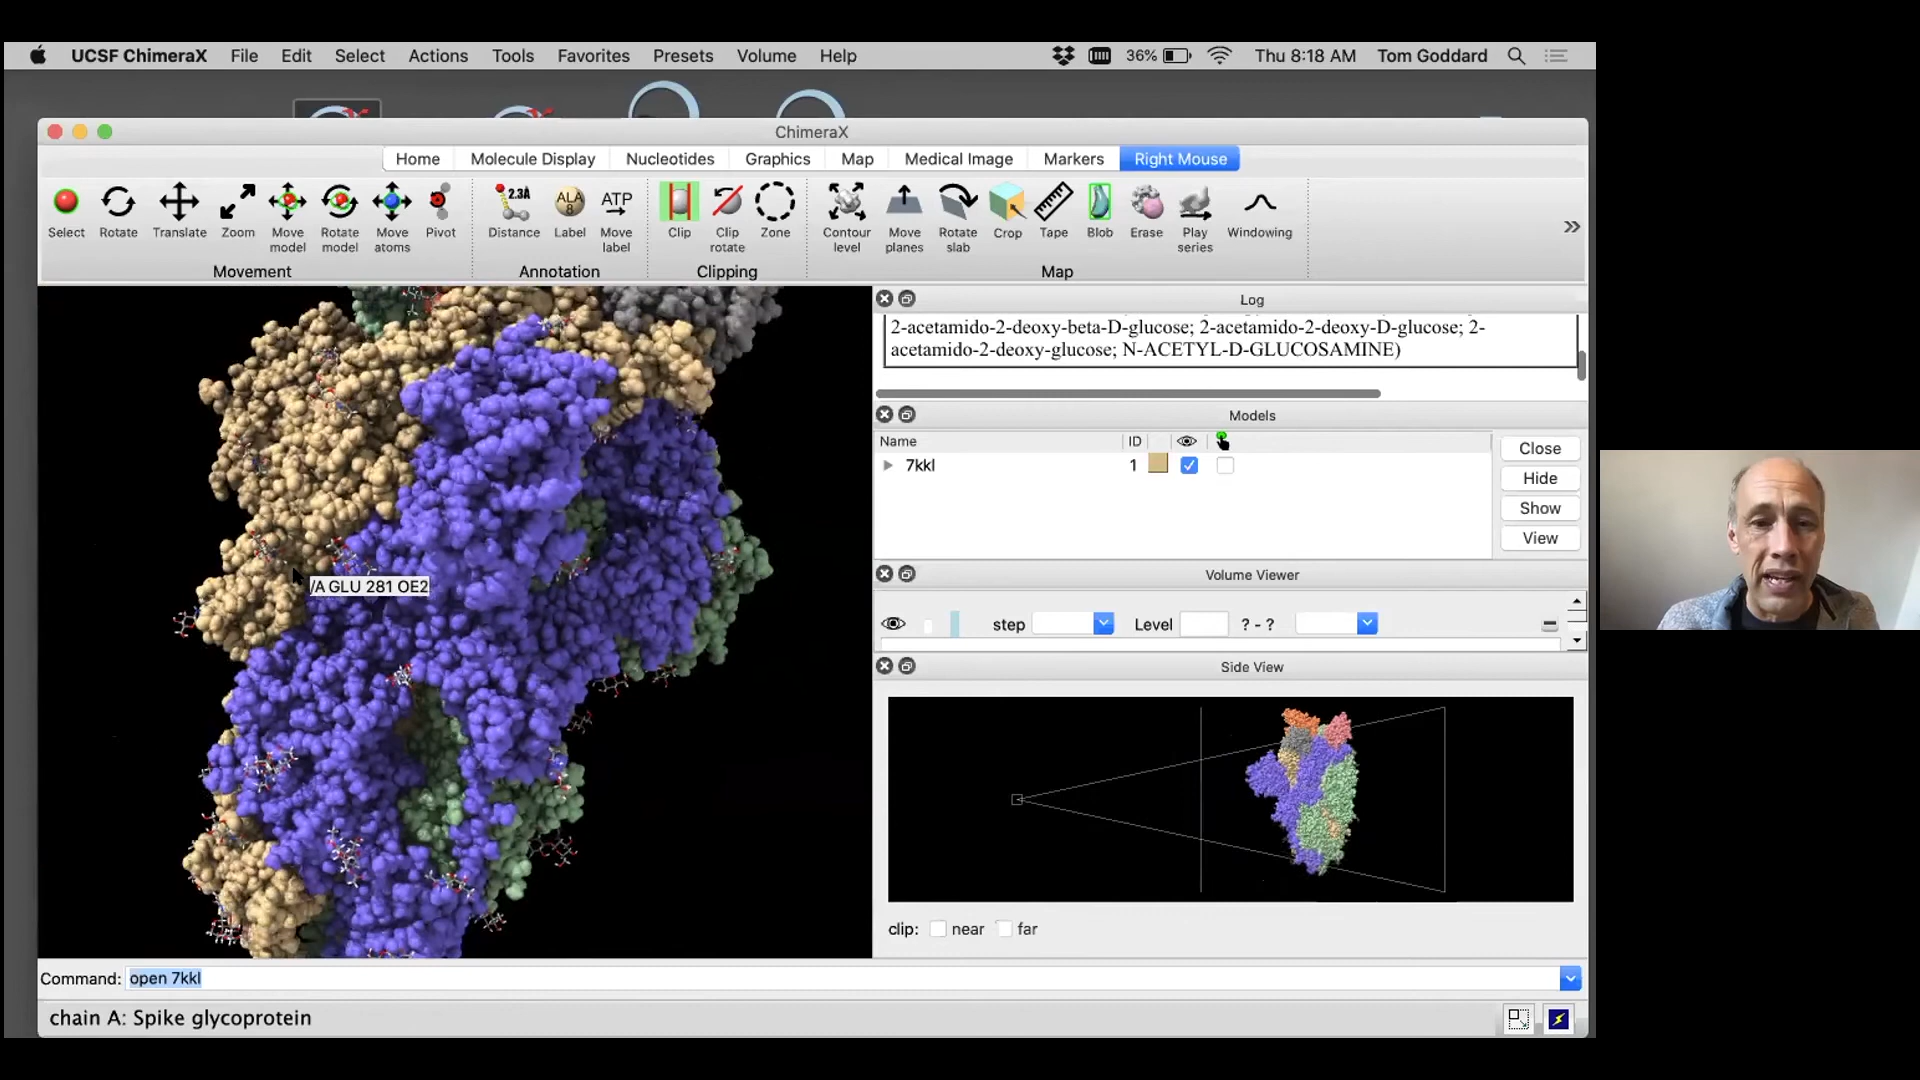 UCSF ChimeraX File Edit Select Actions Tools Favorites Presets Volume Help 36% Thu 8:18 AM Tom Goddard
ChimeraX
Home Molecule Display Nucleotides Graphics Map Medical Image Markers Right Mouse
2.3Å ALA 8 ATP
Select Rotate Translate Zoom Move model Rotate model Move atoms Pivot Distance Label Move label Clip Clip rotate Zone Contour level Move planes Rotate slab Crop Tape Blob Erase Play series Windowing
Movement Annotation Clipping Map
Log
2-acetamido-2-deoxy-beta-D-glucose; 2-acetamido-2-deoxy-D-glucose; 2-
acetamido-2-deoxy-glucose; N-ACETYL-D-GLUCOSAMINE)
Models
Name ID
7kkl 1
Close
Hide
Show
View
/A GLU 281 OE2
Volume Viewer
step Level ? - ?
Side View
clip: near far
Command: open 7kkl
chain A: Spike glycoprotein